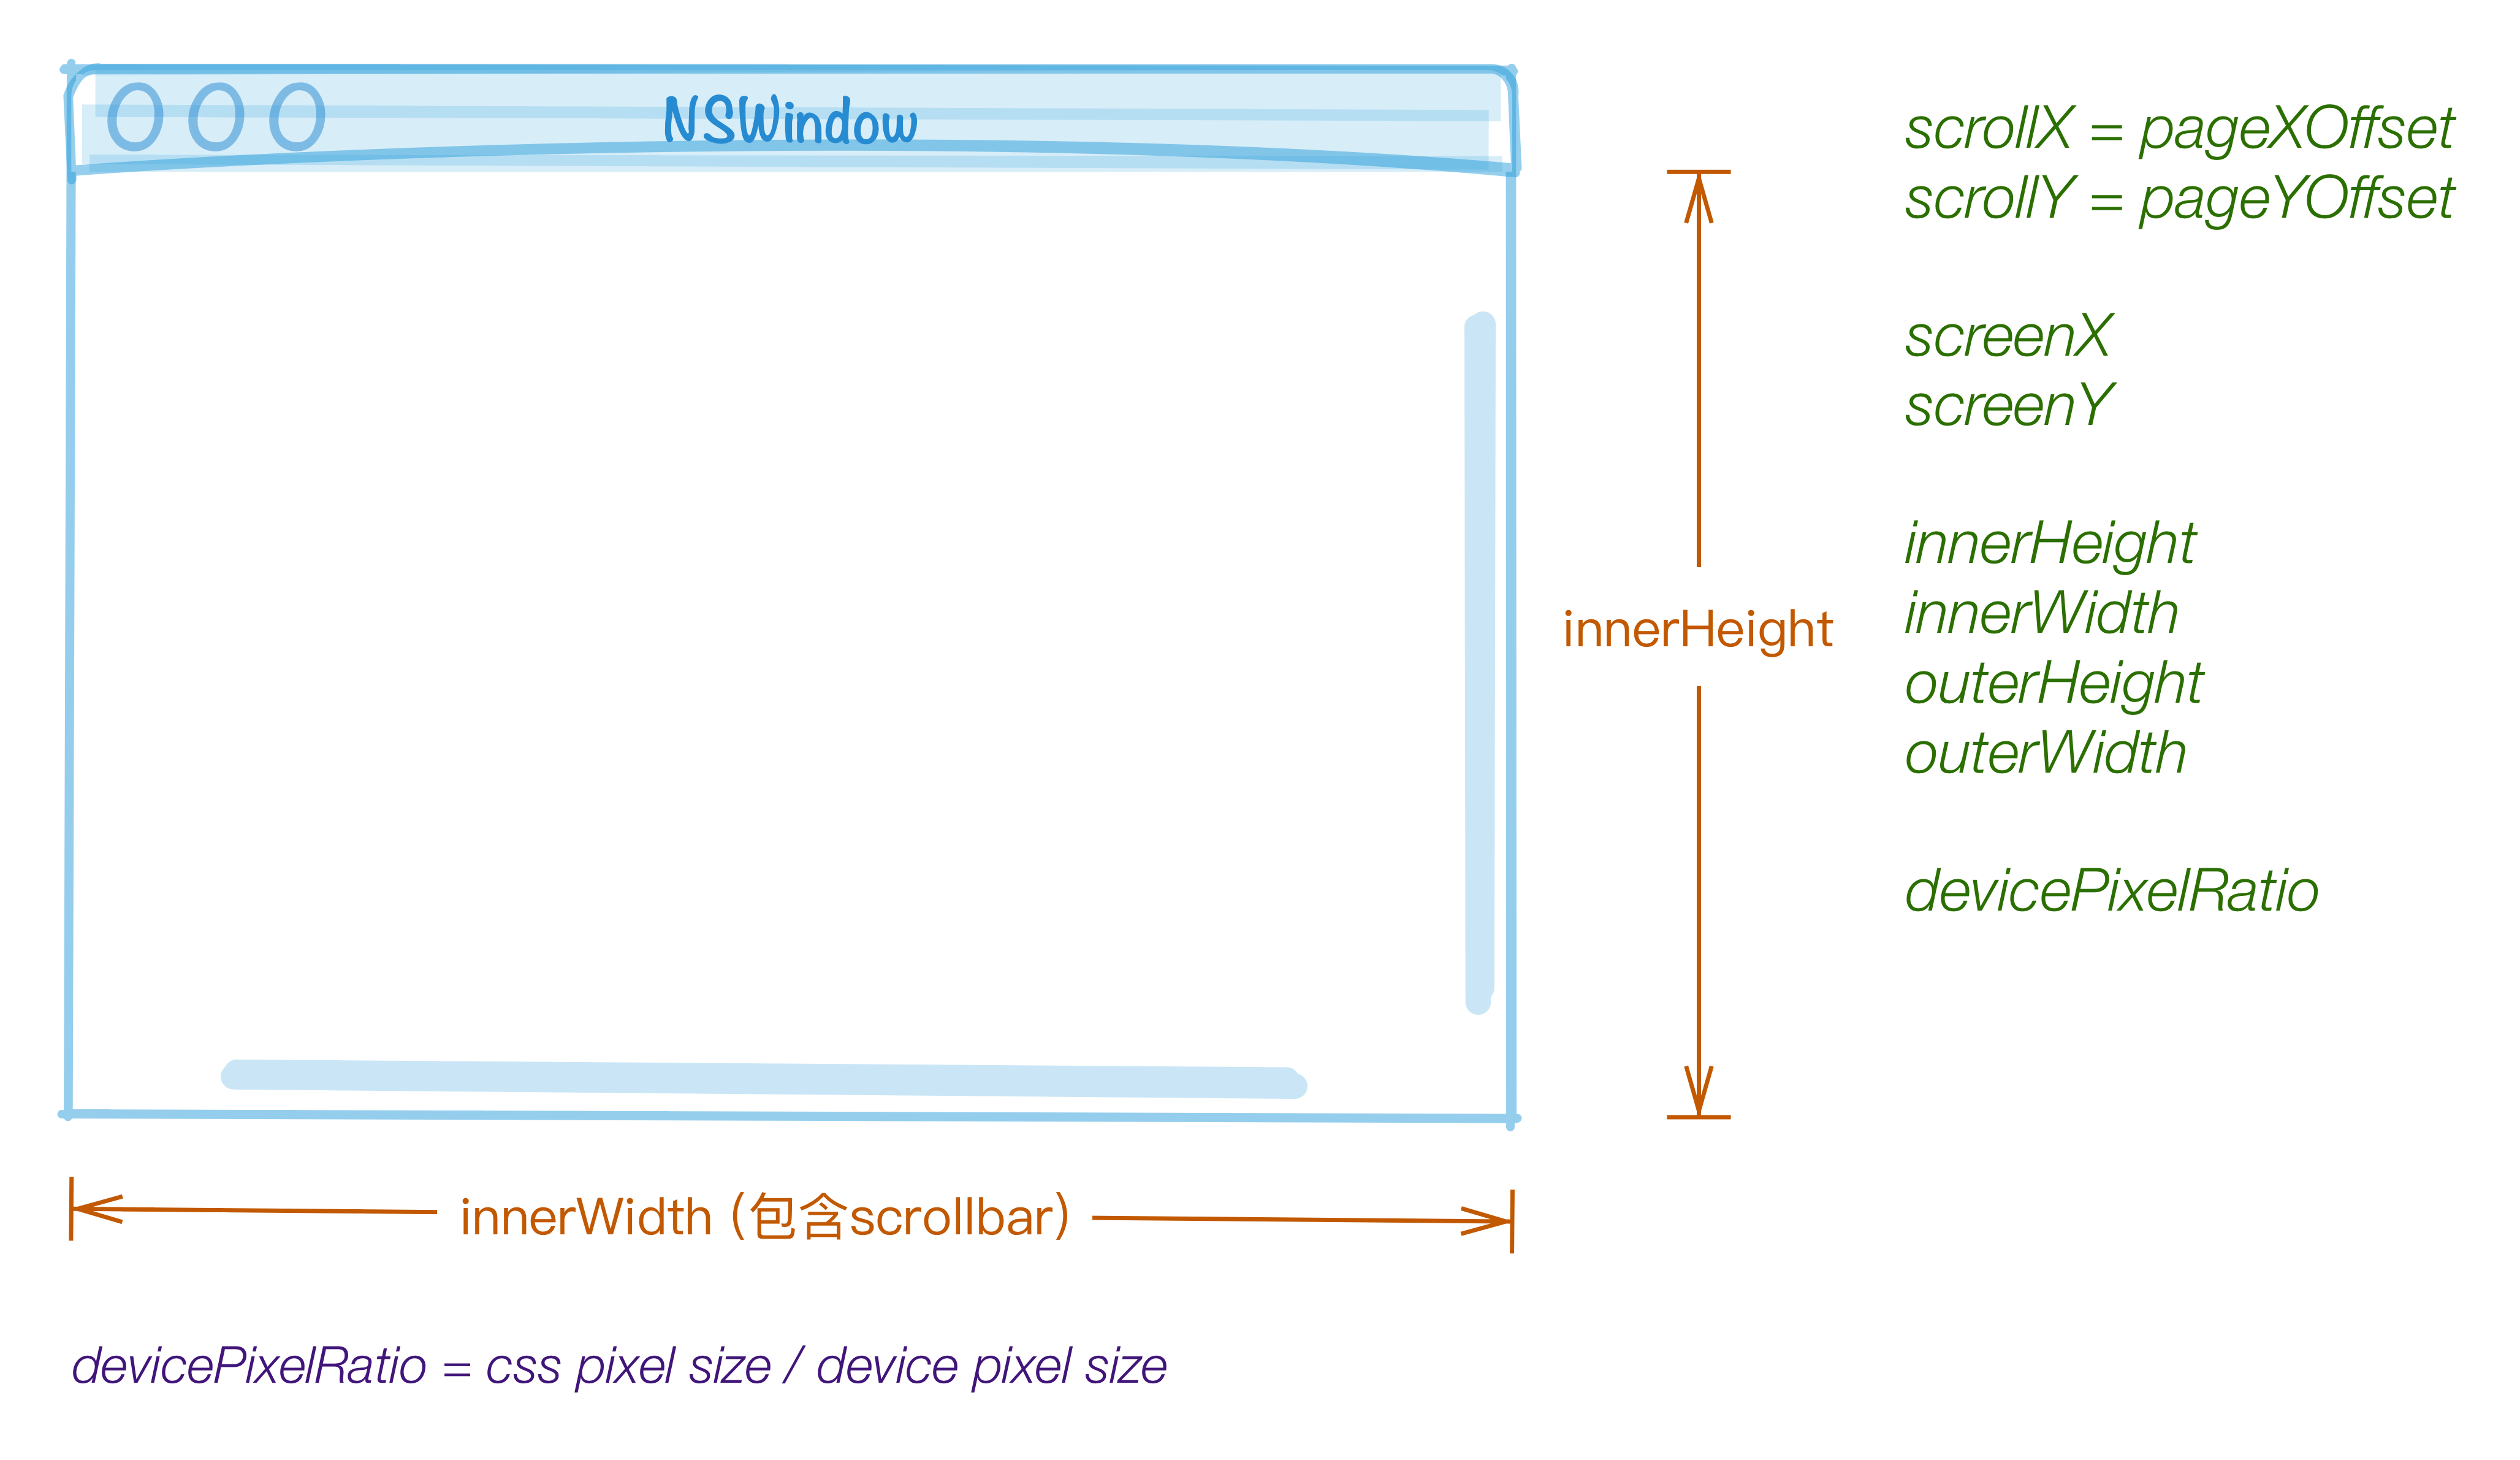 NSWindow
scrollX = pageXOffset
scrollY = pageYOffset
screenX
screenY
innerHeight
innerWidth
outerHeight
outerWidth
devicePixelRatio
innerHeight
innerWidth (包含scrollbar)
devicePixelRatio = css pixel size / device pixel size